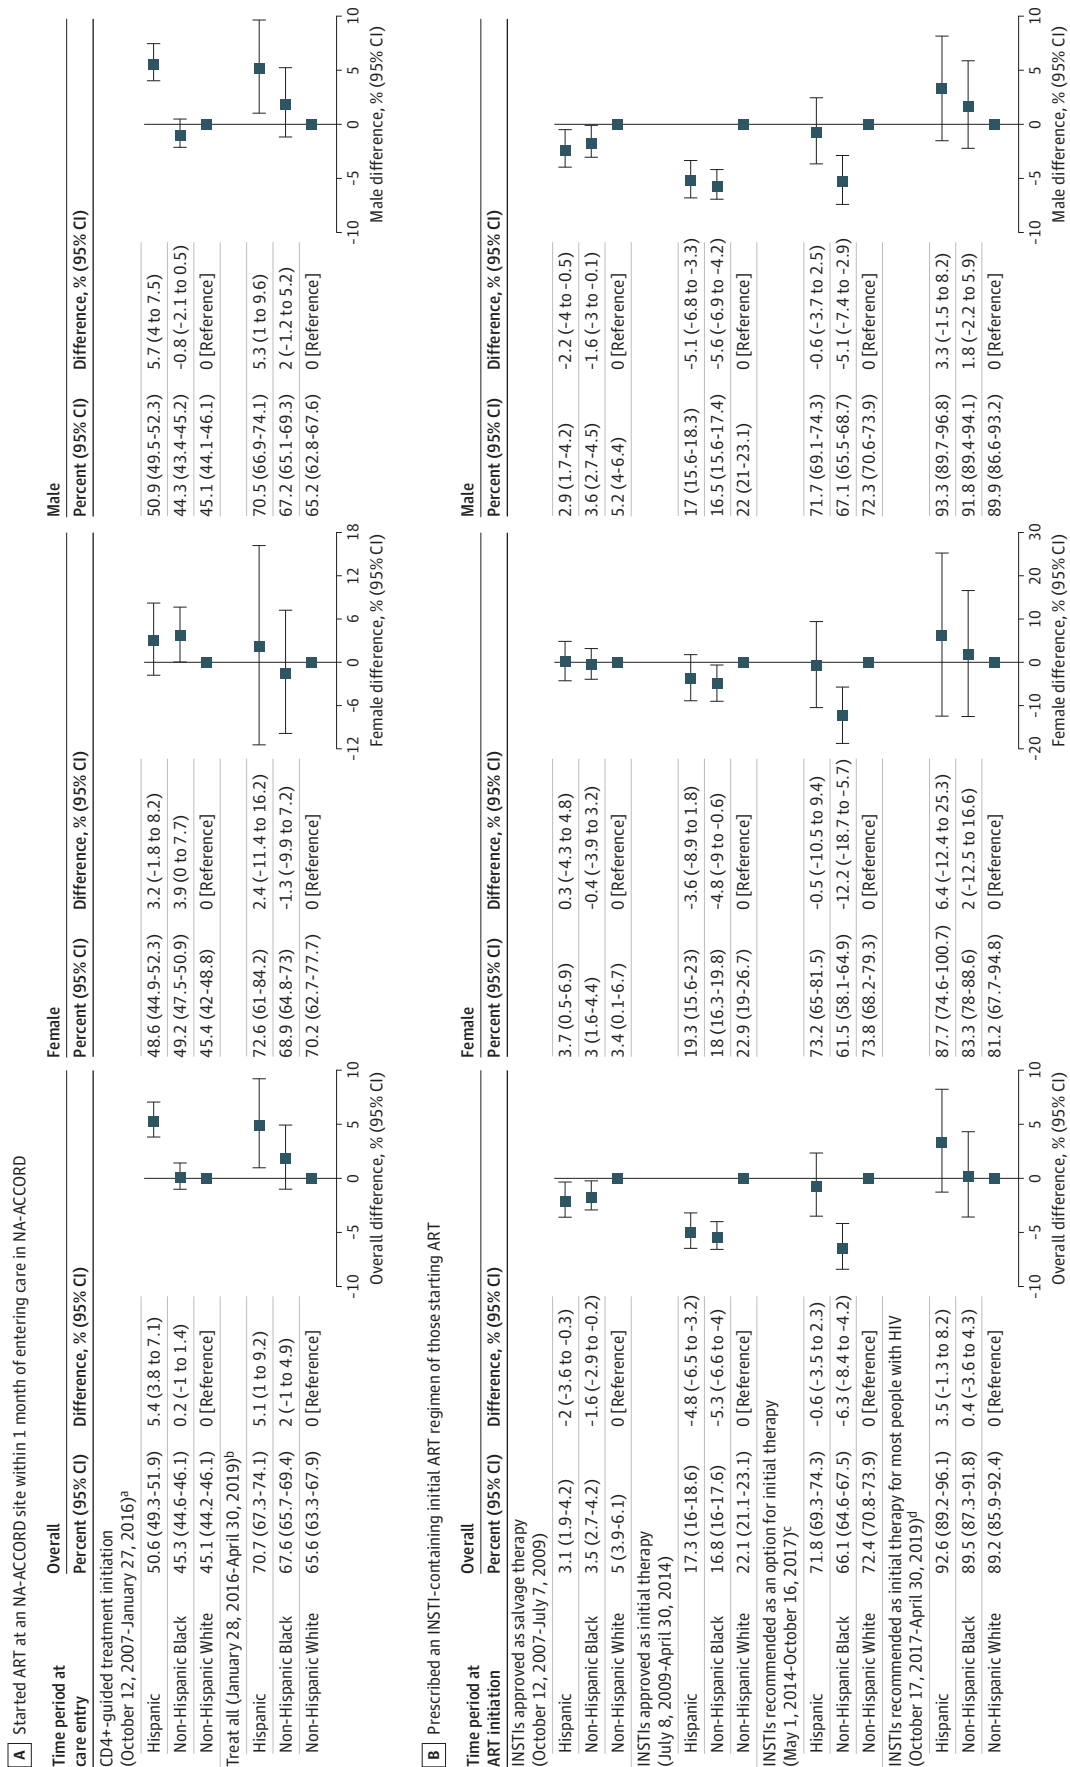 A Started ART at an NA-ACCORD site within 1 month of entering care in NA-ACCORD
Time period at care entry | Overall Percent (95% CI) | Difference, % (95% CI) | Female Percent (95% CI) | Difference, % (95% CI) | Male Percent (95% CI) | Difference, % (95% CI)
CD4+-guided treatment initiation
(October 12, 2007-January 27, 2016)a
Hispanic 50.6 (49.3-51.9) 5.4 (3.8 to 7.1) 48.6 (44.9-52.3) 3.2 (-1.8 to 8.2) 50.9 (49.5-52.3) 5.7 (4 to 7.5)
Non-Hispanic Black 45.3 (44.6-46.1) 0.2 (-1 to 1.4) 49.2 (47.5-50.9) 3.9 (0 to 7.7) 44.3 (43.4-45.2) -0.8 (-2.1 to 0.5)
Non-Hispanic White 45.1 (44.2-46.1) 0 [Reference] 45.4 (42-48.8) 0 [Reference] 45.1 (44.1-46.1) 0 [Reference]
Treat all (January 28, 2016-April 30, 2019)b
Hispanic 70.7 (67.3-74.1) 5.1 (1 to 9.2) 72.6 (61-84.2) 2.4 (-11.4 to 16.2) 70.5 (66.9-74.1) 5.3 (1 to 9.6)
Non-Hispanic Black 67.6 (65.7-69.4) 2 (-1 to 4.9) 68.9 (64.8-73) -1.3 (-9.9 to 7.2) 67.2 (65.1-69.3) 2 (-1.2 to 5.2)
Non-Hispanic White 65.6 (63.3-67.9) 0 [Reference] 70.2 (62.7-77.7) 0 [Reference] 65.2 (62.8-67.6) 0 [Reference]
-10 -5 0 5 10
Overall difference, % (95% CI)
-12 -6 0 6 12 18
Female difference, % (95% CI)
-10 -5 0 5 10
Male difference, % (95% CI)
B Prescribed an INSTI-containing initial ART regimen of those starting ART
Time period at ART initiation | Overall Percent (95% CI) | Difference, % (95% CI) | Female Percent (95% CI) | Difference, % (95% CI) | Male Percent (95% CI) | Difference, % (95% CI)
INSTIs approved as salvage therapy
(October 12, 2007-July 7, 2009)
Hispanic 3.1 (1.9-4.2) -2 (-3.6 to -0.3) 3.7 (0.5-6.9) 0.3 (-4.3 to 4.8) 2.9 (1.7-4.2) -2.2 (-4 to -0.5)
Non-Hispanic Black 3.5 (2.7-4.2) -1.6 (-2.9 to -0.2) 3 (1.6-4.4) -0.4 (-3.9 to 3.2) 3.6 (2.7-4.5) -1.6 (-3 to -0.1)
Non-Hispanic White 5 (3.9-6.1) 0 [Reference] 3.4 (0.1-6.7) 0 [Reference] 5.2 (4-6.4) 0 [Reference]
INSTIs approved as initial therapy
(July 8, 2009-April 30, 2014)
Hispanic 17.3 (16-18.6) -4.8 (-6.5 to -3.2) 19.3 (15.6-23) -3.6 (-8.9 to 1.8) 17 (15.6-18.3) -5.1 (-6.8 to -3.3)
Non-Hispanic Black 16.8 (16-17.6) -5.3 (-6.6 to -4) 18 (16.3-19.8) -4.8 (-9 to -0.6) 16.5 (15.6-17.4) -5.6 (-6.9 to -4.2)
Non-Hispanic White 22.1 (21.1-23.1) 0 [Reference] 22.9 (19-26.7) 0 [Reference] 22 (21-23.1) 0 [Reference]
INSTIs recommended as an option for initial therapy
(May 1, 2014-October 16, 2017)c
Hispanic 71.8 (69.3-74.3) -0.6 (-3.5 to 2.3) 73.2 (65-81.5) -0.5 (-10.5 to 9.4) 71.7 (69.1-74.3) -0.6 (-3.7 to 2.5)
Non-Hispanic Black 66.1 (64.6-67.5) -6.3 (-8.4 to -4.2) 61.5 (58.1-64.9) -12.2 (-18.7 to -5.7) 67.1 (65.5-68.7) -5.1 (-7.4 to -2.9)
Non-Hispanic White 72.4 (70.8-73.9) 0 [Reference] 73.8 (68.2-79.3) 0 [Reference] 72.3 (70.6-73.9) 0 [Reference]
INSTIs recommended as initial therapy for most people with HIV
(October 17, 2017-April 30, 2019)d
Hispanic 92.6 (89.2-96.1) 3.5 (-1.3 to 8.2) 87.7 (74.6-100.7) 6.4 (-12.4 to 25.3) 93.3 (89.7-96.8) 3.3 (-1.5 to 8.2)
Non-Hispanic Black 89.5 (87.3-91.8) 0.4 (-3.6 to 4.3) 83.3 (78-88.6) 2 (-12.5 to 16.6) 91.8 (89.4-94.1) 1.8 (-2.2 to 5.9)
Non-Hispanic White 89.2 (85.9-92.4) 0 [Reference] 81.2 (67.7-94.8) 0 [Reference] 89.9 (86.6-93.2) 0 [Reference]
-10 -5 0 5 10
Overall difference, % (95% CI)
-20 -10 0 10 20 30
Female difference, % (95% CI)
-10 -5 0 5 10
Male difference, % (95% CI)